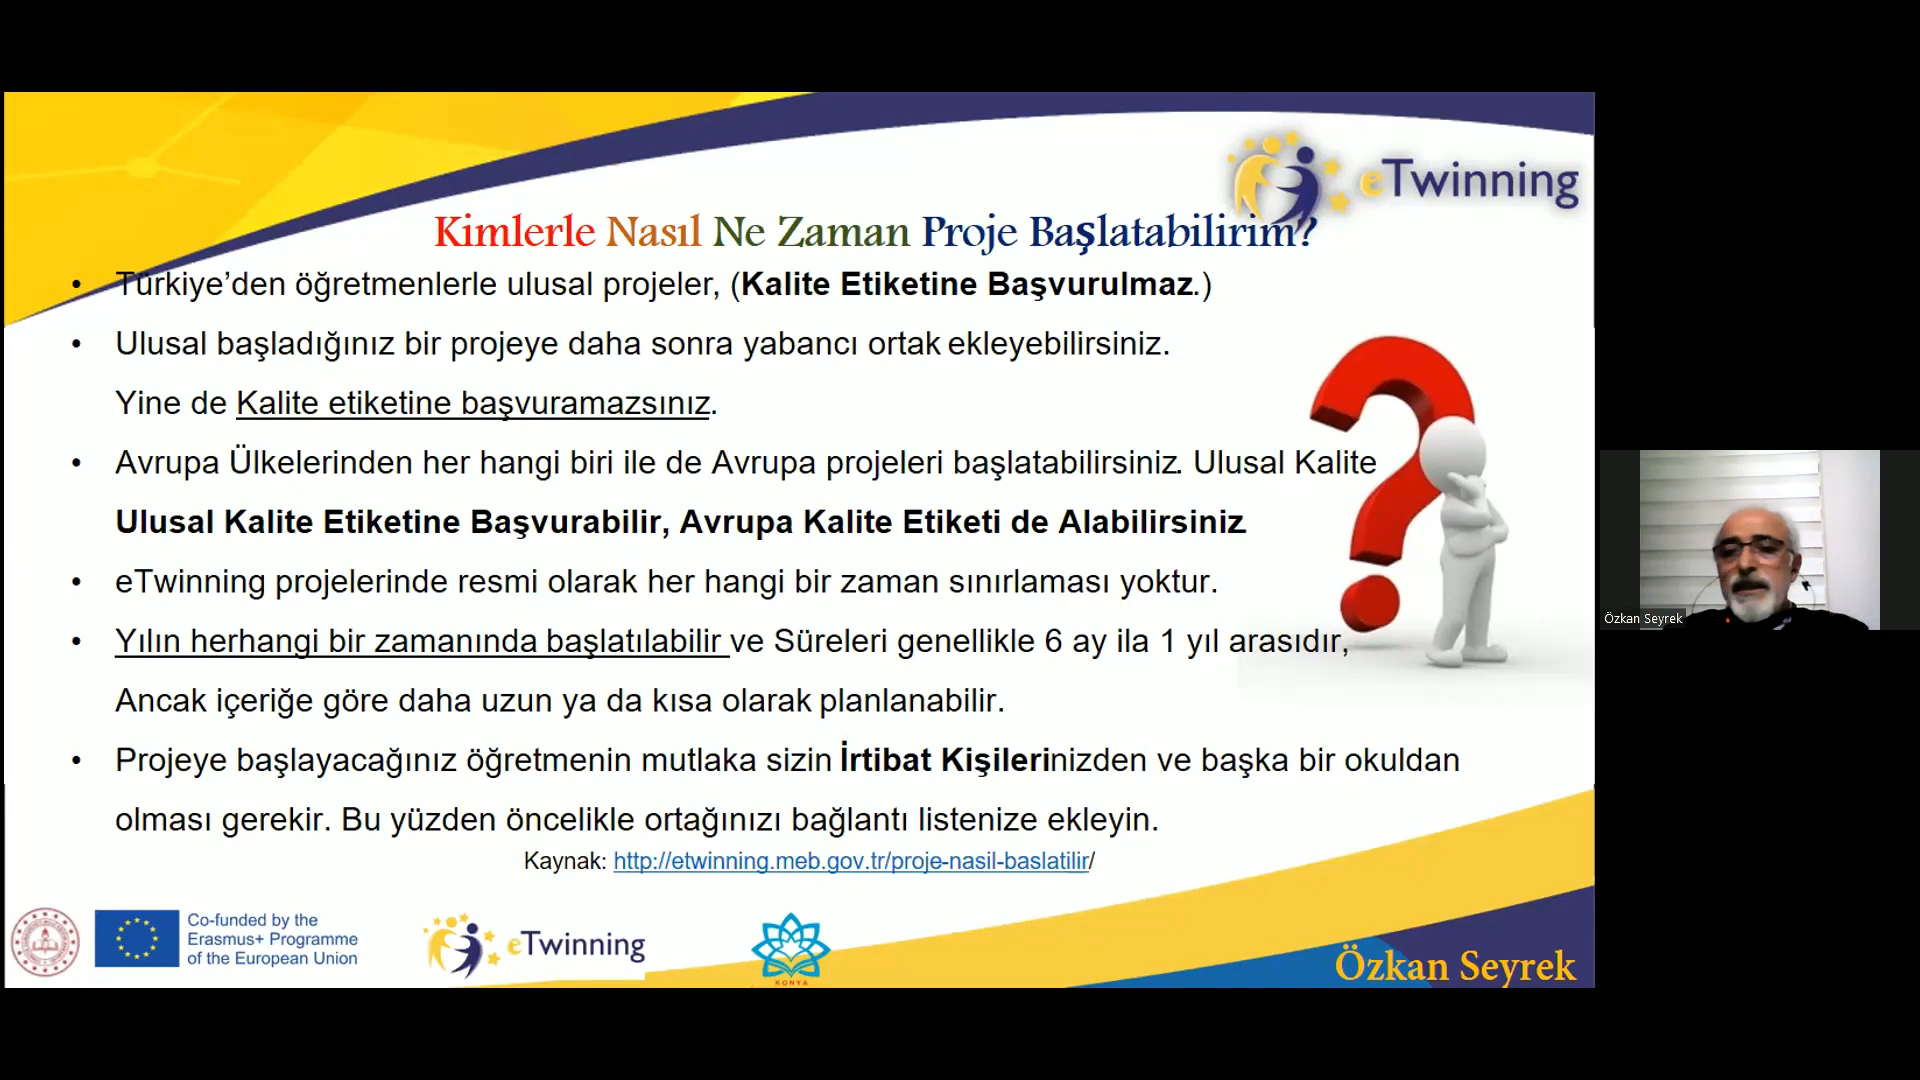 eTwinning
Kimlerle Nasıl Ne Zaman Proje Başlatabilirim?
• Türkiye’den öğretmenlerle ulusal projeler, (Kalite Etiketine Başvurulmaz.)
• Ulusal başladığınız bir projeye daha sonra yabancı ortak ekleyebilirsiniz.
Yine de Kalite etiketine başvuramazsınız.
• Avrupa Ülkelerinden her hangi biri ile de Avrupa projeleri başlatabilirsiniz. Ulusal Kalite
Ulusal Kalite Etiketine Başvurabilir, Avrupa Kalite Etiketi de Alabilirsiniz
• eTwinning projelerinde resmi olarak her hangi bir zaman sınırlaması yoktur.
• Yılın herhangi bir zamanında başlatılabilir ve Süreleri genellikle 6 ay ila 1 yıl arasıdır,
Ancak içeriğe göre daha uzun ya da kısa olarak planlanabilir.
• Projeye başlayacağınız öğretmenin mutlaka sizin İrtibat Kişilerinizden ve başka bir okuldan
olması gerekir. Bu yüzden öncelikle ortağınızı bağlantı listenize ekleyin.
Kaynak: http://etwinning.meb.gov.tr/proje-nasil-baslatilir/
Co-funded by the
Erasmus+ Programme
of the European Union
eTwinning
KONYA
Özkan Seyrek
Özkan Seyrek